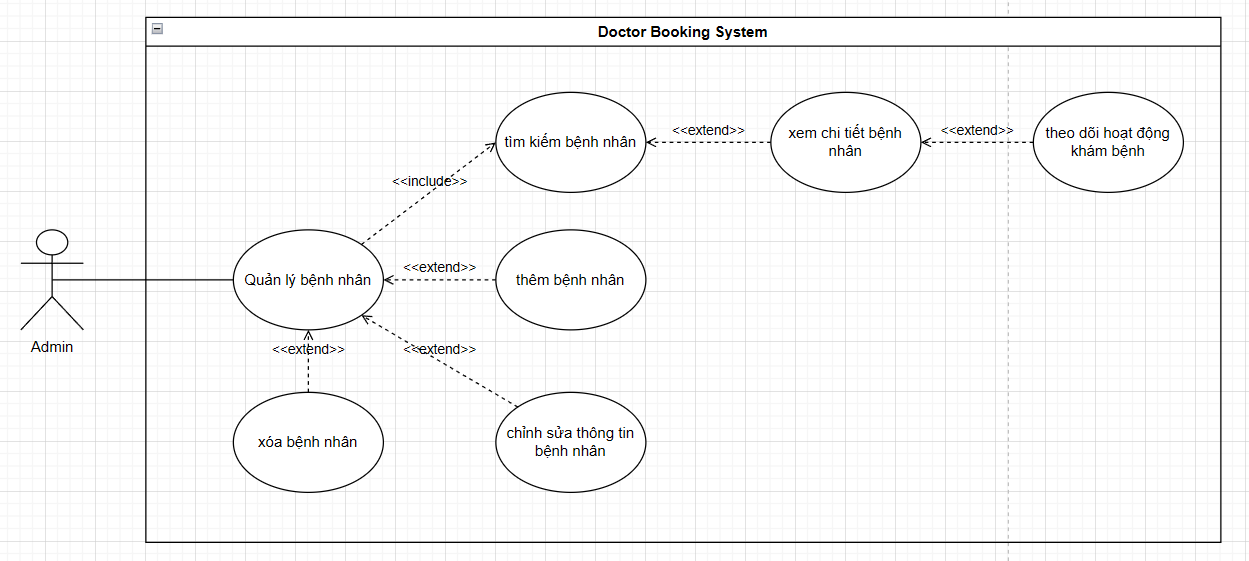 Doctor Booking System
tìm kiếm bệnh nhân
<<extend>>
xem chi tiết bệnh
nhân
<<extend>>
theo dõi hoạt động
khám bệnh
<<include>>
Quản lý bệnh nhân
<<extend>>
thêm bệnh nhân
Admin
<<extend>>
<<extend>>
xóa bệnh nhân
chỉnh sửa thông tin
bệnh nhân